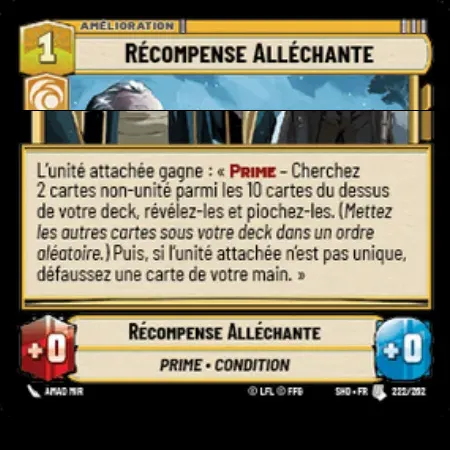 AMÉLIORATION
1
RÉCOMPENSE ALLÉCHANTE
L'unité attachée gagne : « PRIME – Cherchez
2 cartes non-unité parmi les 10 cartes du dessus
de votre deck, révélez-les et piochez-les. (Mettez
les autres cartes sous votre deck dans un ordre
aléatoire.) Puis, si l'unité attachée n'est pas unique,
défaussez une carte de votre main. »
+0
RÉCOMPENSE ALLÉCHANTE
+0
PRIME • CONDITION
AMAD MIR
© LFL © FFG
SHD • FR
222/262